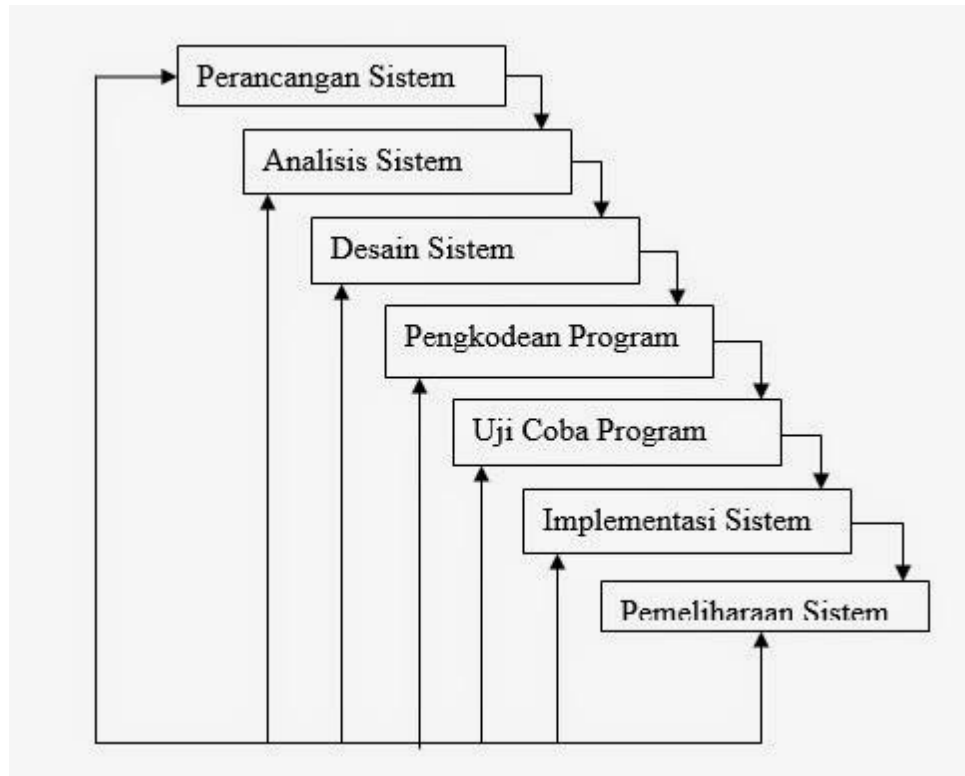 Perancangan Sistem
Analisis Sistem
Desain Sistem
Pengkodean Program
Uji Coba Program
Implementasi Sistem
Pemeliharaan Sistem